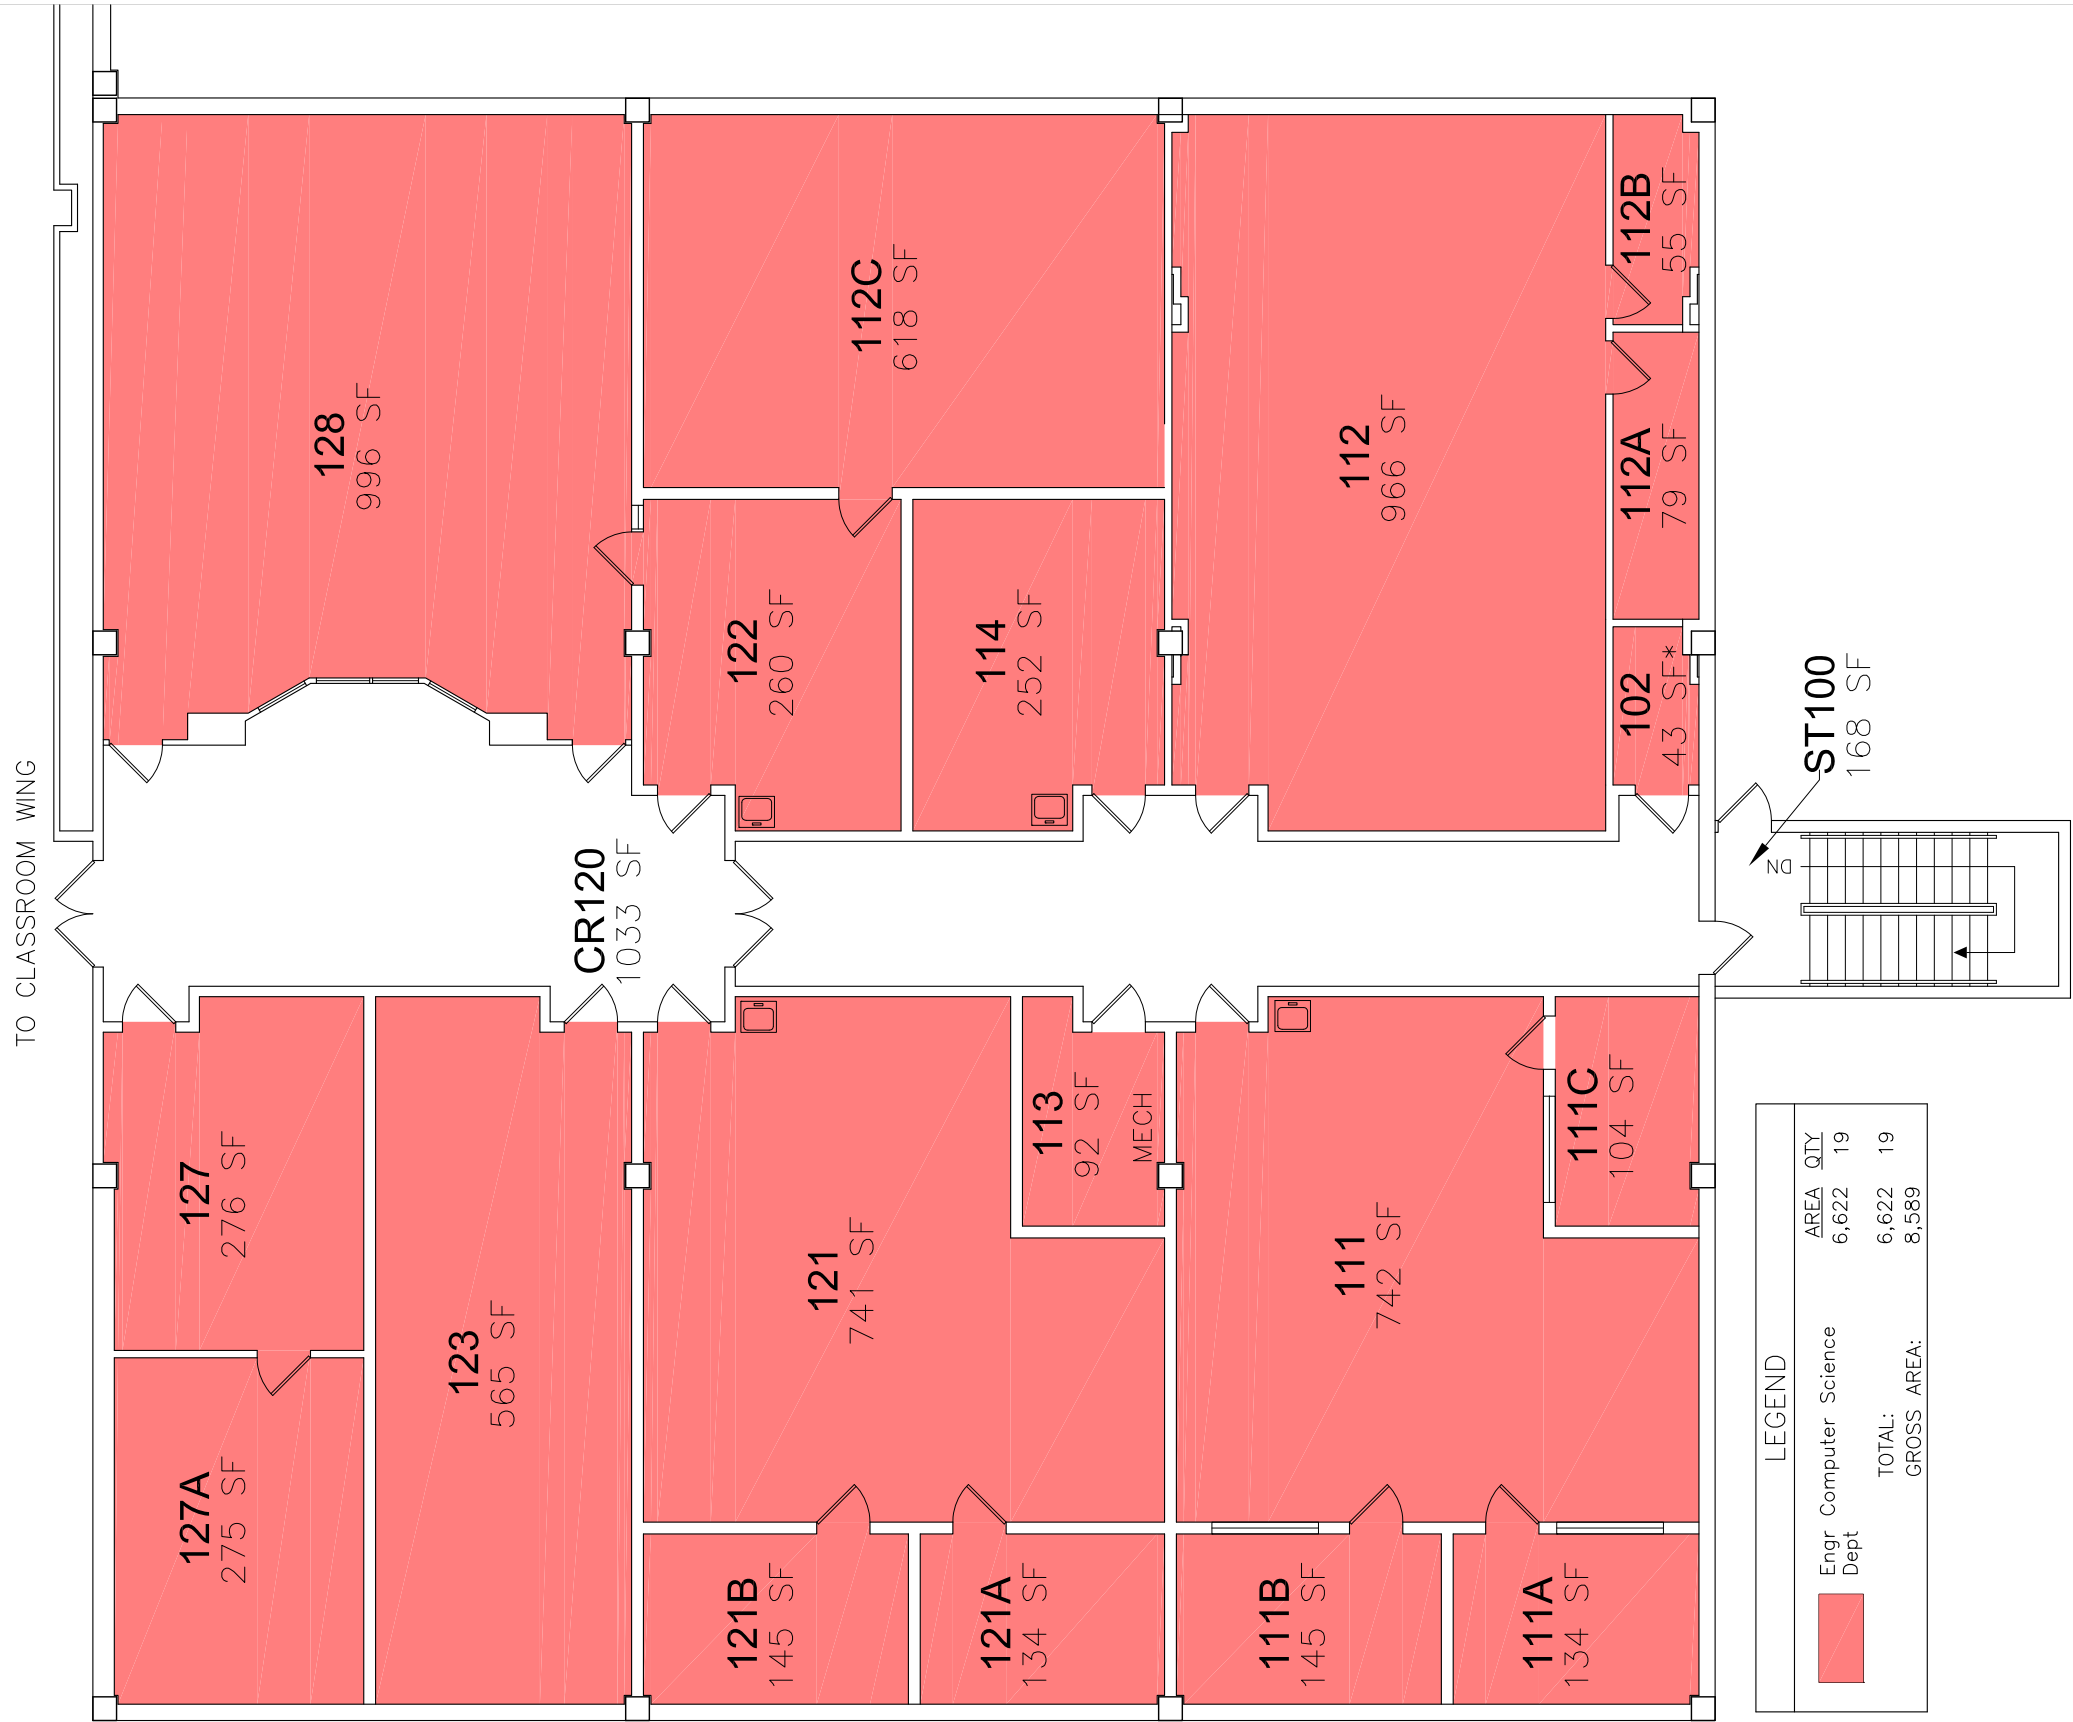 TO CLASSROOM WING
128
996 SF
112C
618 SF
112
966 SF
112B
55 SF
112A
79 SF
102
43 SF*
122
260 SF
114
252 SF
ST100
168 SF
DN
CR120
1033 SF
127
276 SF
127A
275 SF
123
565 SF
121
741 SF
113
92 SF
MECH
111
742 SF
111C
104 SF
121B
145 SF
121A
134 SF
111B
145 SF
111A
134 SF
LEGEND
AREA QTY
Engr Computer Science 6,622 19
Dept
TOTAL: 6,622 19
GROSS AREA: 8,589